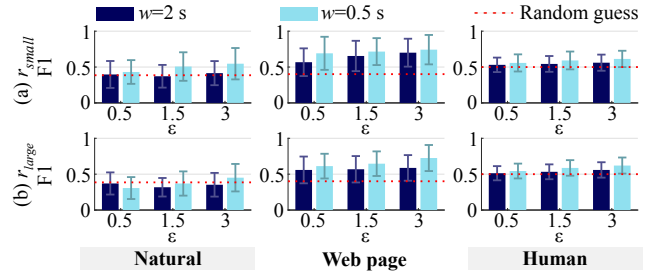 w=2 s w=0.5 s Random guess
(a) r_small
F1
1 1 1
0.5 0.5 0.5
0 0 0
0.5 1.5 3 0.5 1.5 3 0.5 1.5 3
ε ε ε
(b) r_large
F1
1 1 1
0.5 0.5 0.5
0 0 0
0.5 1.5 3 0.5 1.5 3 0.5 1.5 3
ε ε ε
Natural Web page Human